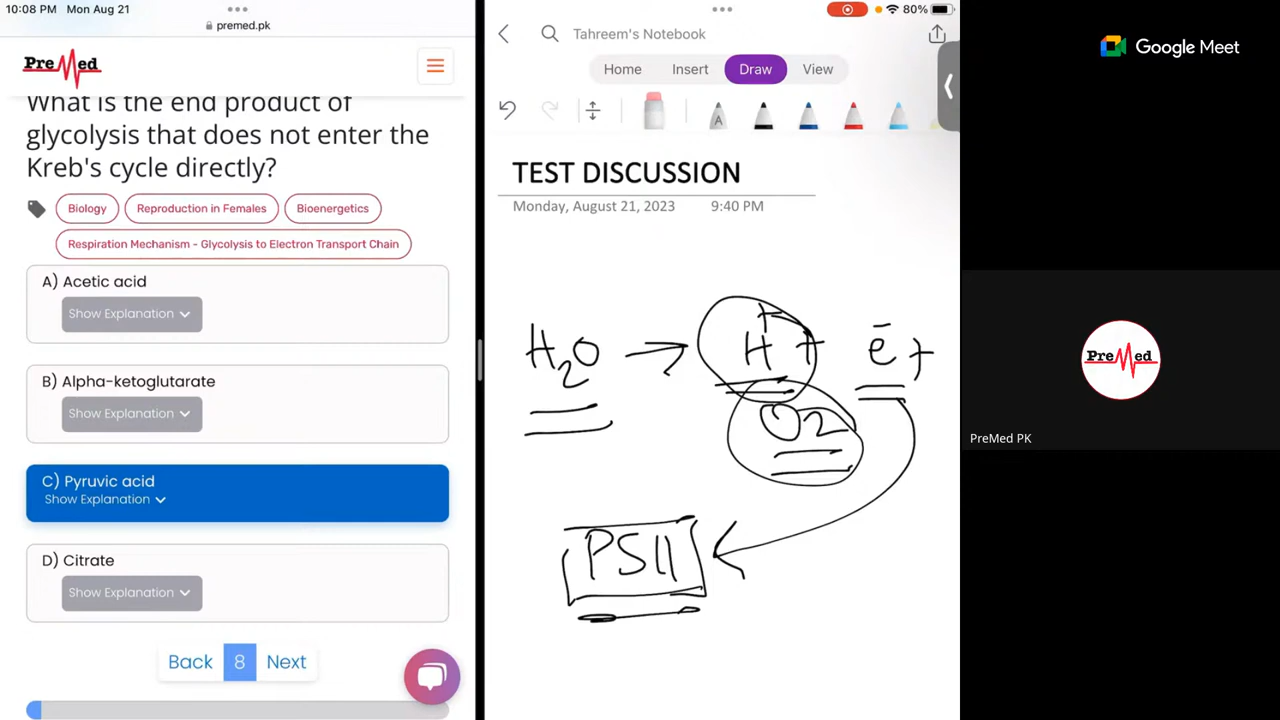 10:08 PM Mon Aug 21
premed.pk
PreMed
What is the end product of
glycolysis that does not enter the
Kreb's cycle directly?
Biology
Reproduction in Females
Bioenergetics
Respiration Mechanism - Glycolysis to Electron Transport Chain
A) Acetic acid
Show Explanation
B) Alpha-ketoglutarate
Show Explanation
C) Pyruvic acid
Show Explanation
D) Citrate
Show Explanation
Back 8 Next
80%
Tahreem's Notebook
Home Insert Draw View
A
TEST DISCUSSION
Monday, August 21, 2023 9:40 PM
H₂O → H⁺ + e⁻ +
O2
PSII
Google Meet
PreMed
PreMed PK